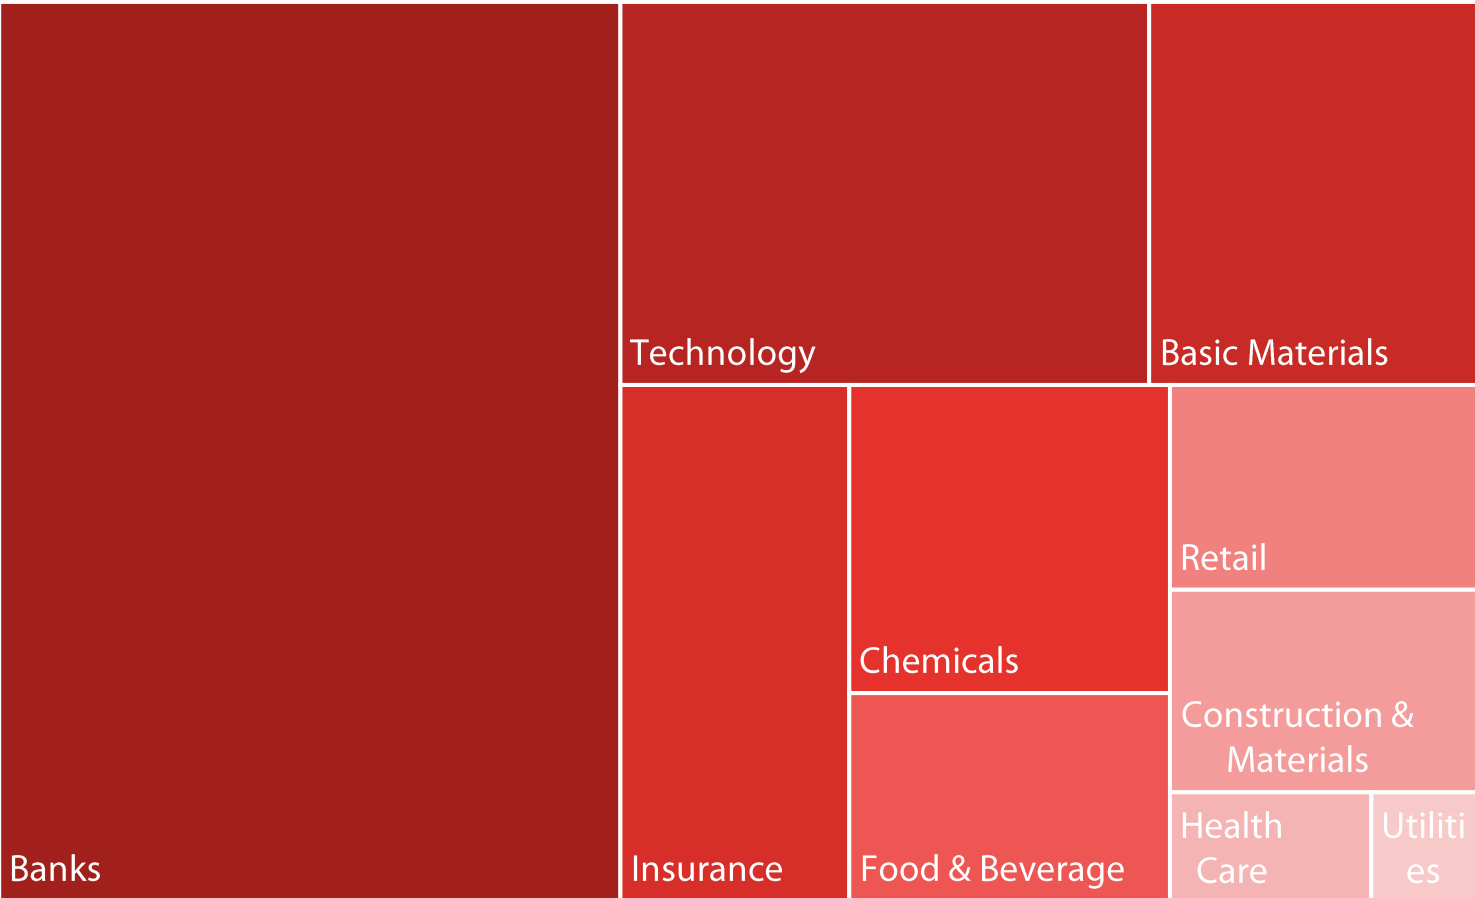 Banks
Technology
Basic Materials
Insurance
Chemicals
Food & Beverage
Retail
Construction &
Materials
Health
Care
Utiliti
es